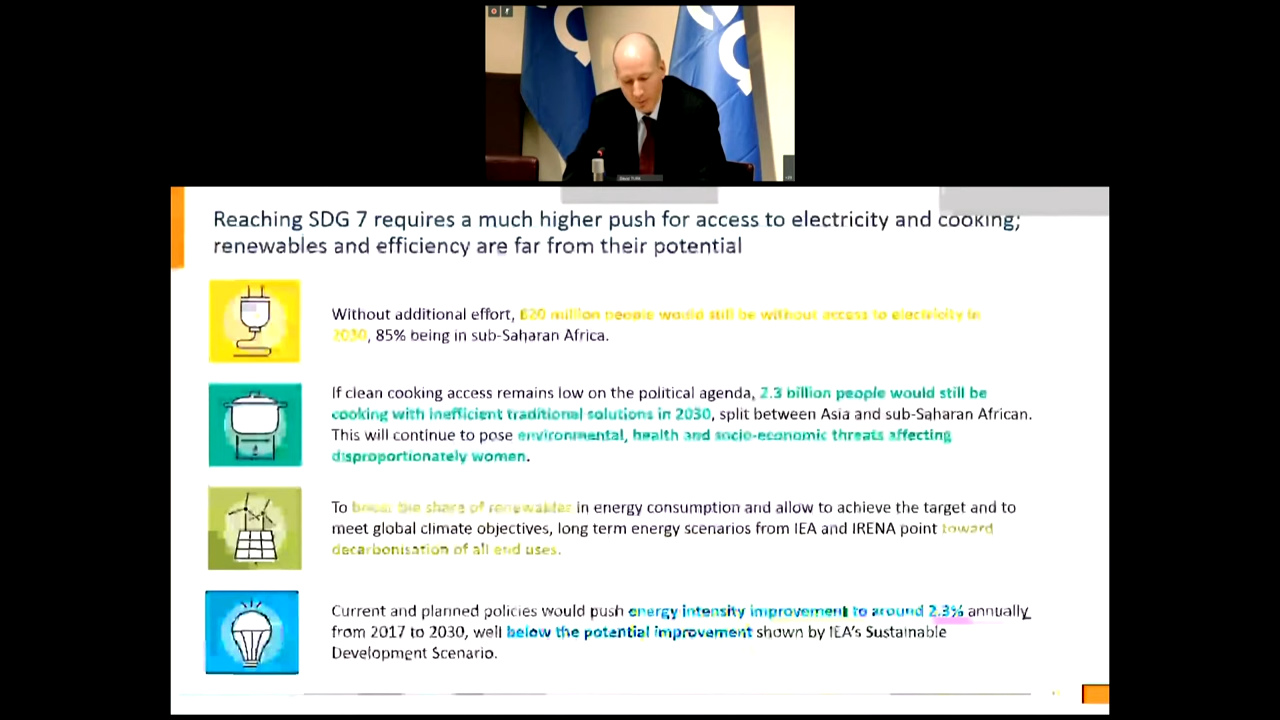 Reaching SDG 7 requires a much higher push for access to electricity and cooking;
renewables and efficiency are far from their potential
Without additional effort, 620 million people would still be without access to electricity in
2030, 85% being in sub-Saharan Africa.
If clean cooking access remains low on the political agenda, 2.3 billion people would still be
cooking with inefficient traditional solutions in 2030, split between Asia and sub-Saharan African.
This will continue to pose environmental, health and socio-economic threats affecting
disproportionately women.
To boost the share of renewables in energy consumption and allow to achieve the target and to
meet global climate objectives, long term energy scenarios from IEA and IRENA point toward
decarbonisation of all end uses.
Current and planned policies would push energy intensity improvement to around 2.3% annually
from 2017 to 2030, well below the potential improvement shown by IEA's Sustainable
Development Scenario.